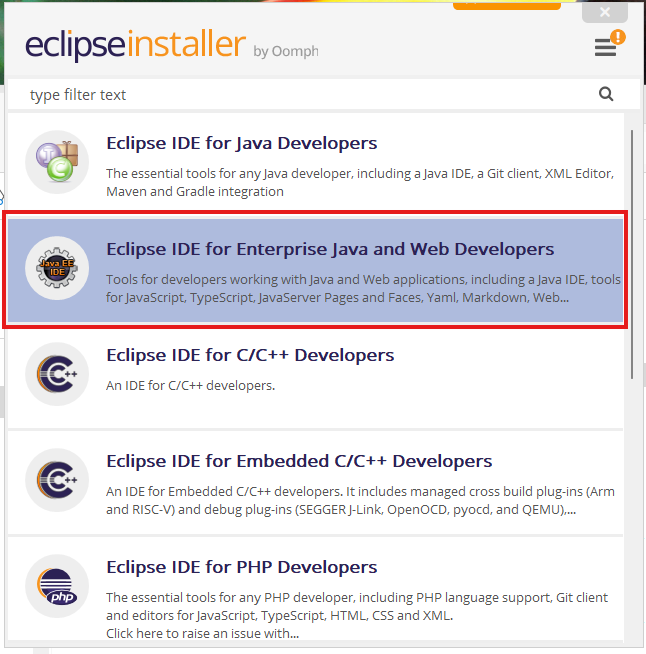 eclipseinstaller by Oomph
!
type filter text
Eclipse IDE for Java Developers
The essential tools for any Java developer, including a Java IDE, a Git client, XML Editor,
Maven and Gradle integration
Java EE
IDE
Eclipse IDE for Enterprise Java and Web Developers
Tools for developers working with Java and Web applications, including a Java IDE, tools
for JavaScript, TypeScript, JavaServer Pages and Faces, Yaml, Markdown, Web...
C++
Eclipse IDE for C/C++ Developers
An IDE for C/C++ developers.
C++
Eclipse IDE for Embedded C/C++ Developers
An IDE for Embedded C/C++ developers. It includes managed cross build plug-ins (Arm
and RISC-V) and debug plug-ins (SEGGER J-Link, OpenOCD, pyocd, and QEMU),...
php
Eclipse IDE for PHP Developers
The essential tools for any PHP developer, including PHP language support, Git client
and editors for JavaScript, TypeScript, HTML, CSS and XML.
Click here to raise an issue with...